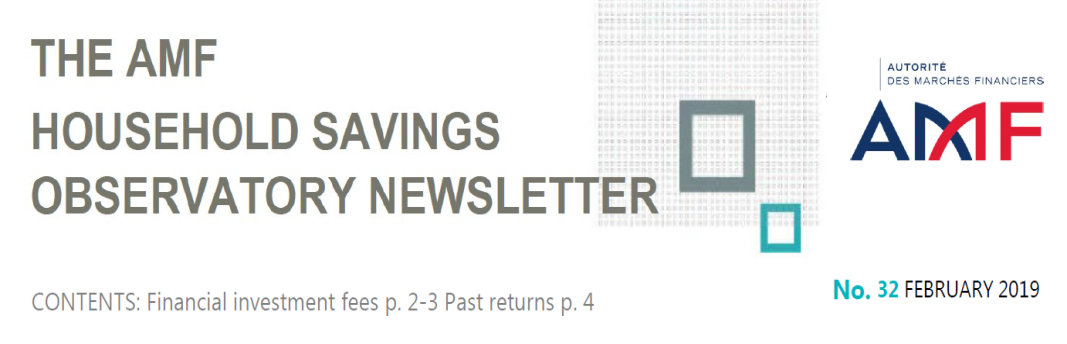 THE AMF
HOUSEHOLD SAVINGS
OBSERVATORY NEWSLETTER
AUTORITÉ
DES MARCHÉS FINANCIERS
AMF
CONTENTS: Financial investment fees p. 2-3 Past returns p. 4
No. 32 FEBRUARY 2019